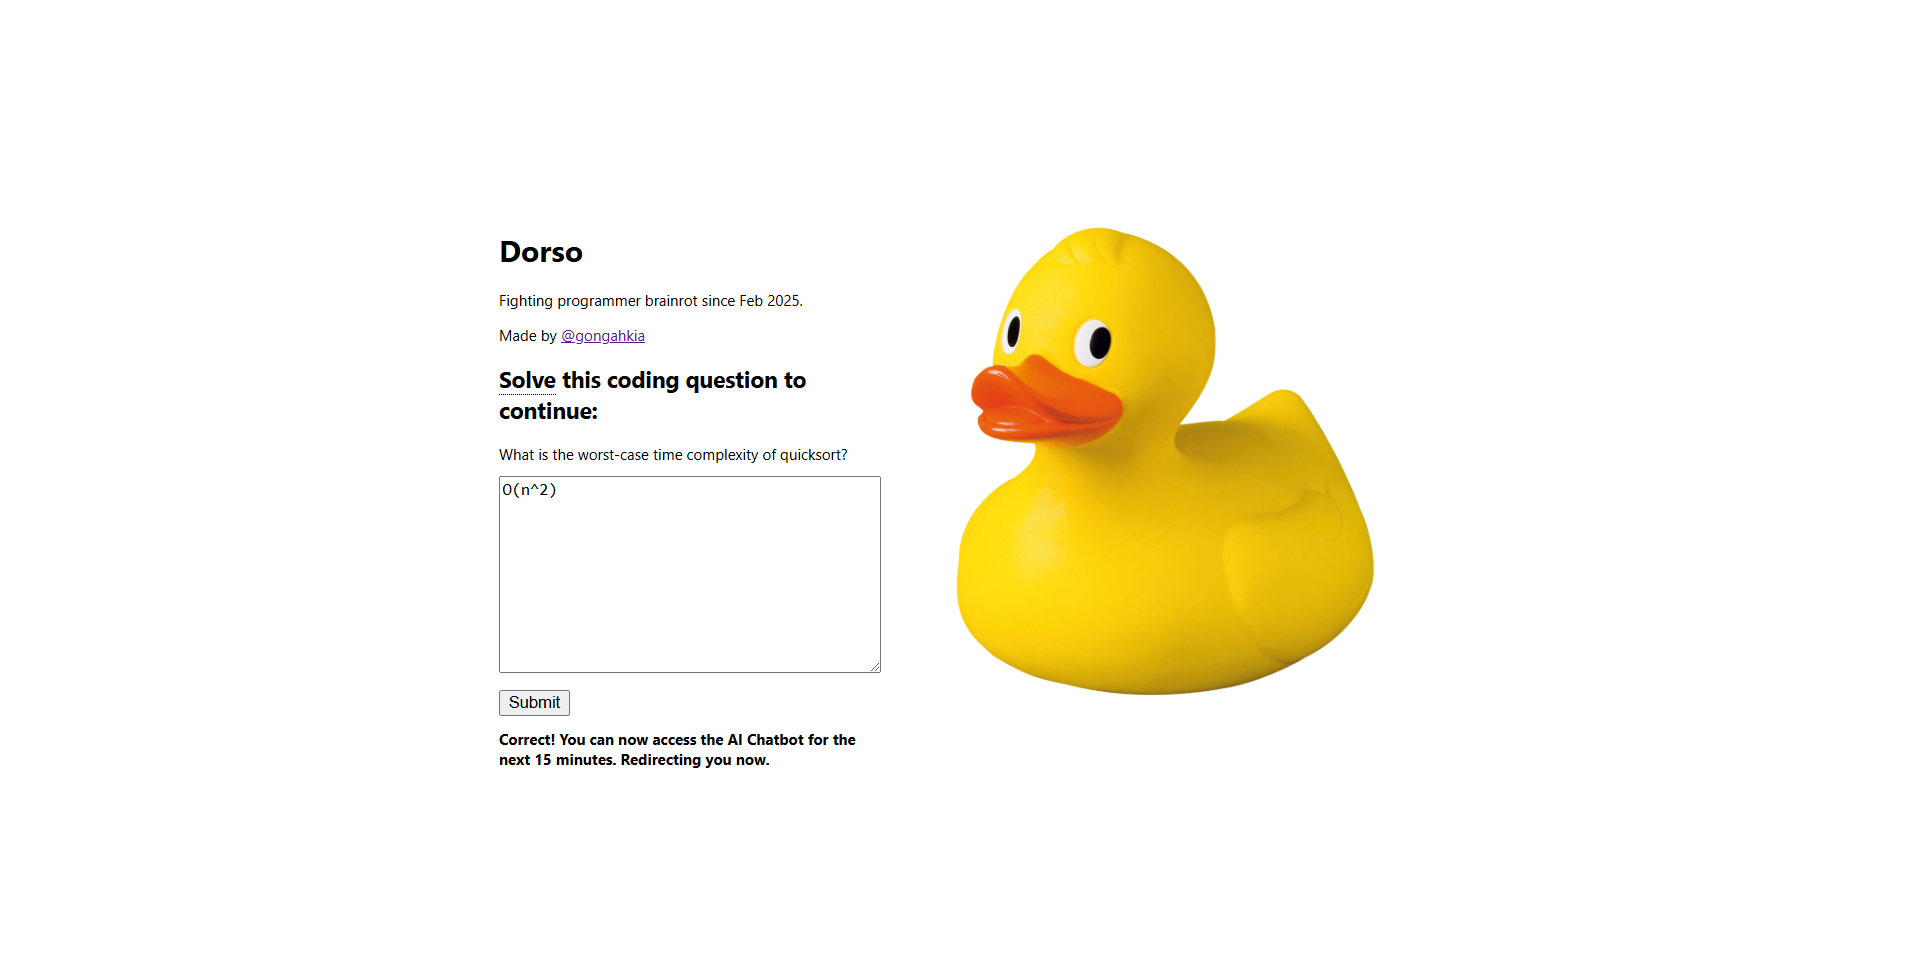 Dorso
Fighting programmer brainrot since Feb 2025.
Made by @gongahkia
Solve this coding question to
continue:
What is the worst-case time complexity of quicksort?
O(n^2)
Submit
Correct! You can now access the AI Chatbot for the
next 15 minutes. Redirecting you now.